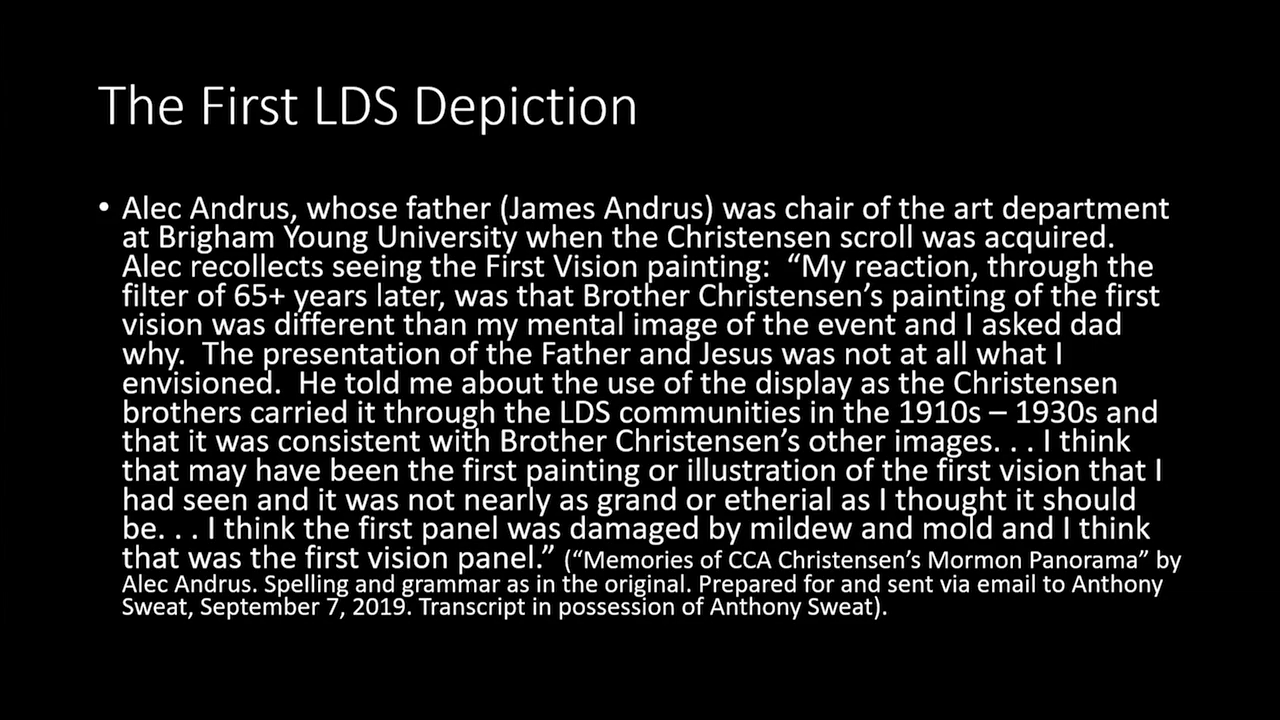 The First LDS Depiction
• Alec Andrus, whose father (James Andrus) was chair of the art department
at Brigham Young University when the Christensen scroll was acquired.
Alec recollects seeing the First Vision painting:  “My reaction, through the
filter of 65+ years later, was that Brother Christensen’s painting of the first
vision was different than my mental image of the event and I asked dad
why.  The presentation of the Father and Jesus was not at all what I
envisioned.  He told me about the use of the display as the Christensen
brothers carried it through the LDS communities in the 1910s – 1930s and
that it was consistent with Brother Christensen’s other images. . . I think
that may have been the first painting or illustration of the first vision that I
had seen and it was not nearly as grand or etherial as I thought it should
be. . . I think the first panel was damaged by mildew and mold and I think
that was the first vision panel.” (“Memories of CCA Christensen’s Mormon Panorama” by
Alec Andrus. Spelling and grammar as in the original. Prepared for and sent via email to Anthony
Sweat, September 7, 2019. Transcript in possession of Anthony Sweat).